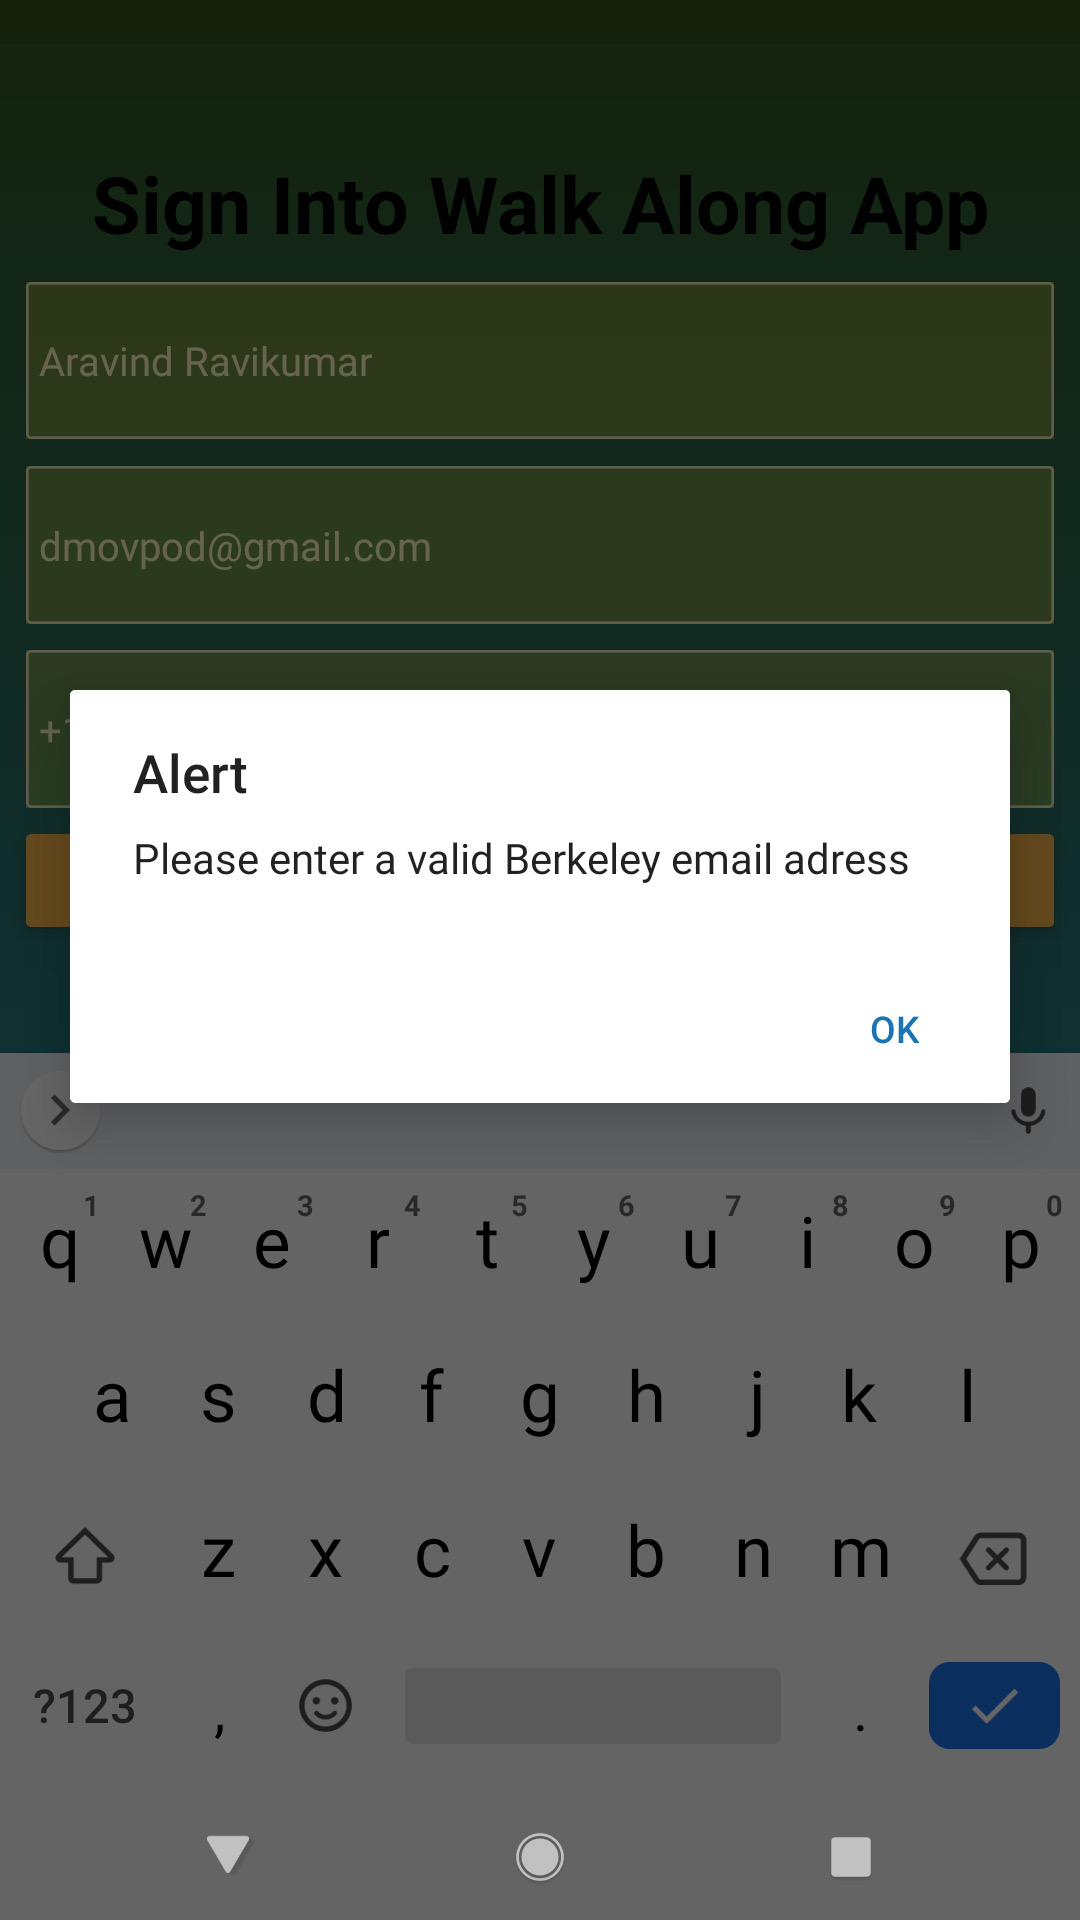 Sign Into Walk Along App
Aravind Ravikumar
dmovpod@gmail.com
Alert
Please enter a valid Berkeley email adress
OK
1 2 3 4 5 6 7 8 9 0
q w e r t y u i o p
a s d f g h j k l
z x c v b n m
?123 , .